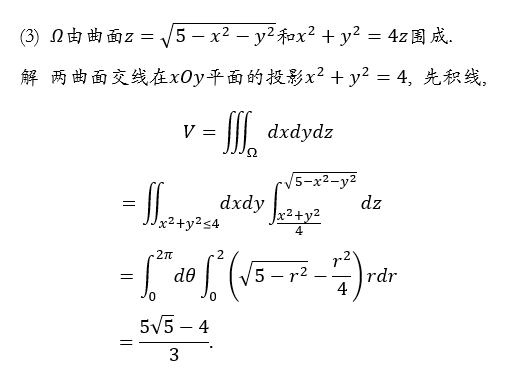 (3) Ω由曲面z = √(5 − x² − y²)和x² + y² = 4z围成.
解 两曲面交线在xOy平面的投影x² + y² = 4, 先积线,
V = ∭_Ω dxdydz
= ∬_{x²+y²≤4} dxdy ∫_{(x²+y²)/4}^{√(5−x²−y²)} dz
= ∫_0^{2π} dθ ∫_0^2 (√(5 − r²) − r²/4) rdr
= (5√5 − 4)/3.